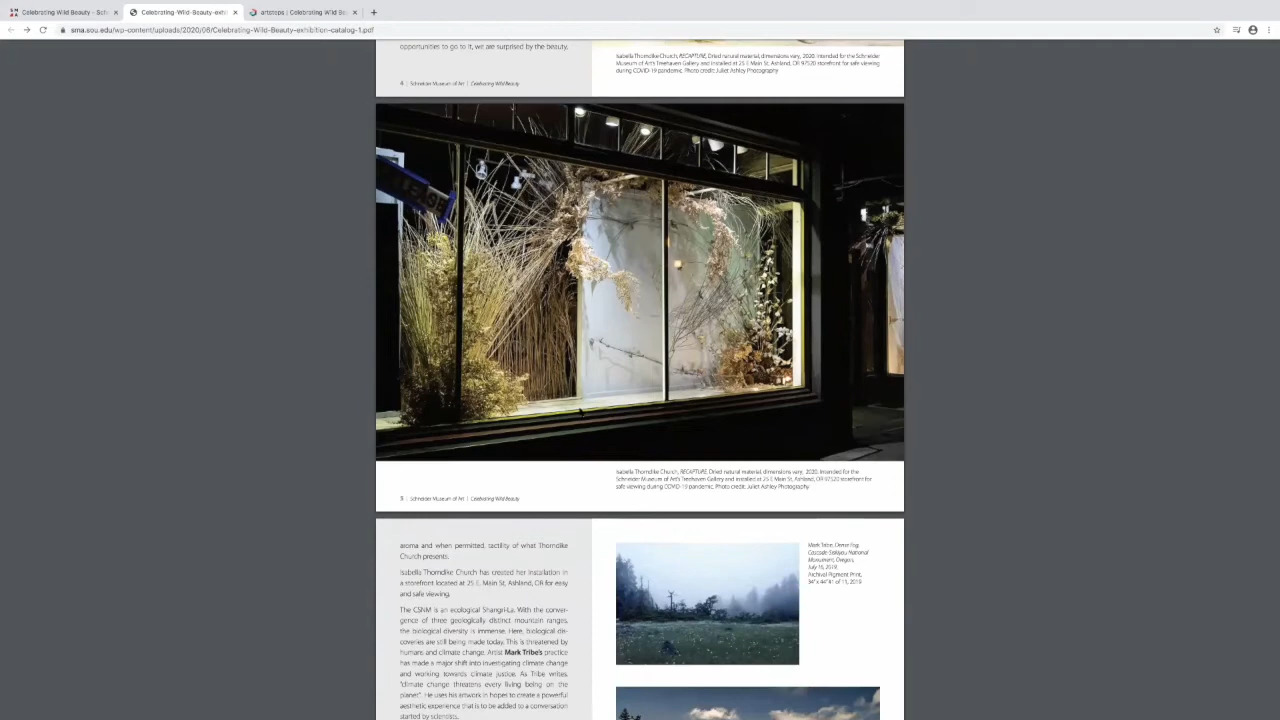 Celebrating Wild Beauty - Sch
Celebrating-Wild-Beauty-exhi
artsteps | Celebrating Wild Be
sma.sou.edu/wp-content/uploads/2020/06/Celebrating-Wild-Beauty-exhibition-catalog-1.pdf
opportunities to go to it, we are surprised by the beauty,
4 | Schneider Museum of Art | Celebrating Wild Beauty
Isabella Thorndike Church, RECAPTURE, Dried natural material, dimensions vary, 2020. Intended for the Schneider
Museum of Art's Treehaven Gallery and installed at 25 E Main St, Ashland, OR 97520 storefront for safe viewing
during COVID-19 pandemic. Photo credit: Juliet Ashley Photography
Isabella Thorndike Church, RECAPTURE, Dried natural material, dimensions vary, 2020. Intended for the
Schneider Museum of Art's Treehaven Gallery and installed at 25 E Main St, Ashland, OR 97520 storefront for
safe viewing during COVID-19 pandemic. Photo credit: Juliet Ashley Photography
5 | Schneider Museum of Art | Celebrating Wild Beauty
aroma and when permitted, tactility of what Thorndike
Church presents.
Isabella Thorndike Church has created her installation in
a storefront located at 25 E. Main St, Ashland, OR for easy
and safe viewing.
The CSNM is an ecological Shangri-La. With the conver-
gence of three geologically distinct mountain ranges,
the biological diversity is immense. Here, biological dis-
coveries are still being made today. This is threatened by
humans and climate change. Artist Mark Tribe's practice
has made a major shift into investigating climate change
and working towards climate justice. As Tribe writes,
"climate change threatens every living being on the
planet". He uses his artwork in hopes to create a powerful
aesthetic experience that is to be added to a conversation
started by scientists.
Mark Tribe, Dense Fog,
Cascade-Siskiyou National
Monument, Oregon,
July 16, 2019
Archival Pigment Print,
34" x 44" #1 of 11, 2019